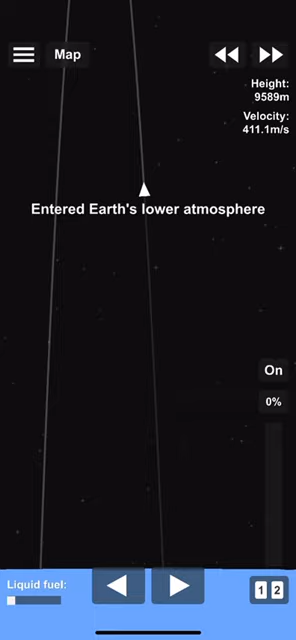 Map
Height:
9589m
Velocity:
411.1m/s
Entered Earth's lower atmosphere
On
0%
Liquid fuel:
1 2